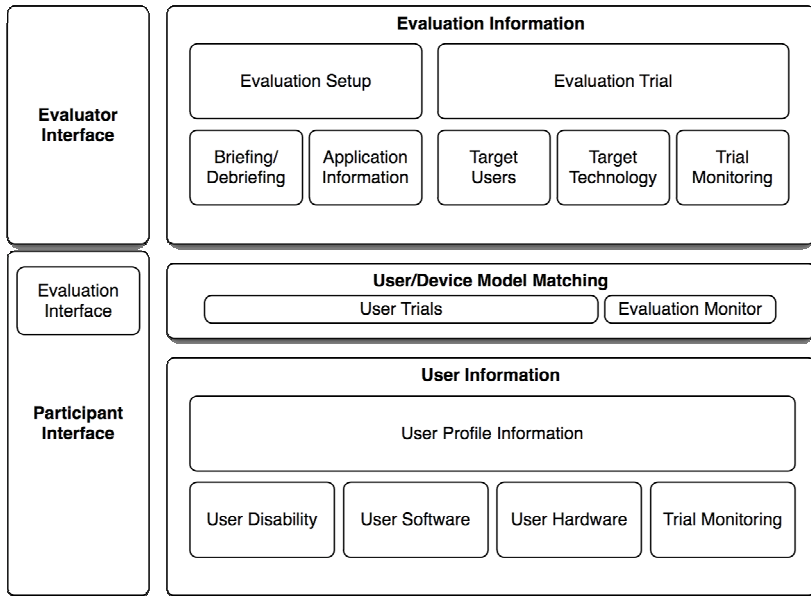 Evaluator
Interface
Evaluation Information
Evaluation Setup
Evaluation Trial
Briefing/
Debriefing
Application
Information
Target
Users
Target
Technology
Trial
Monitoring
Evaluation
Interface
Participant
Interface
User/Device Model Matching
User Trials
Evaluation Monitor
User Information
User Profile Information
User Disability
User Software
User Hardware
Trial Monitoring